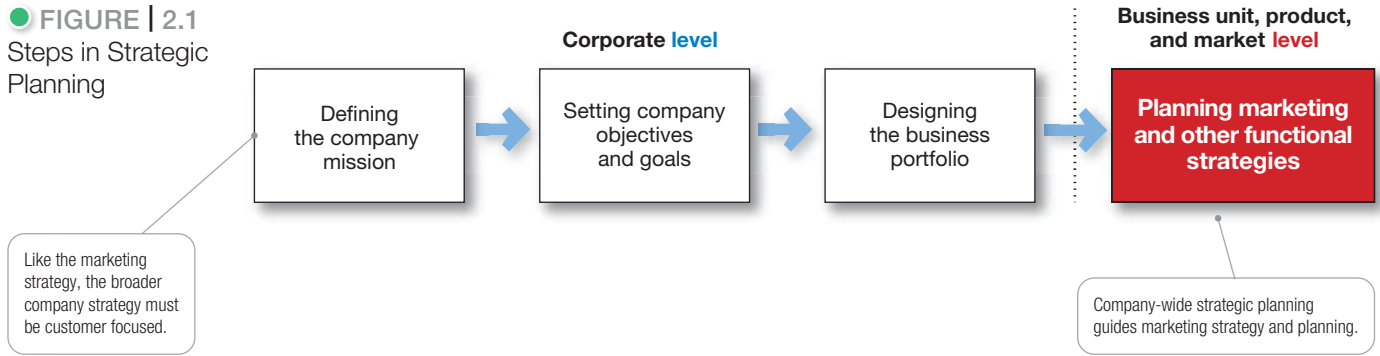 FIGURE | 2.1
Steps in Strategic
Planning
Corporate level
Business unit, product,
and market level
Defining
the company
mission
Setting company
objectives
and goals
Designing
the business
portfolio
Planning marketing
and other functional
strategies
Like the marketing
strategy, the broader
company strategy must
be customer focused.
Company-wide strategic planning
guides marketing strategy and planning.